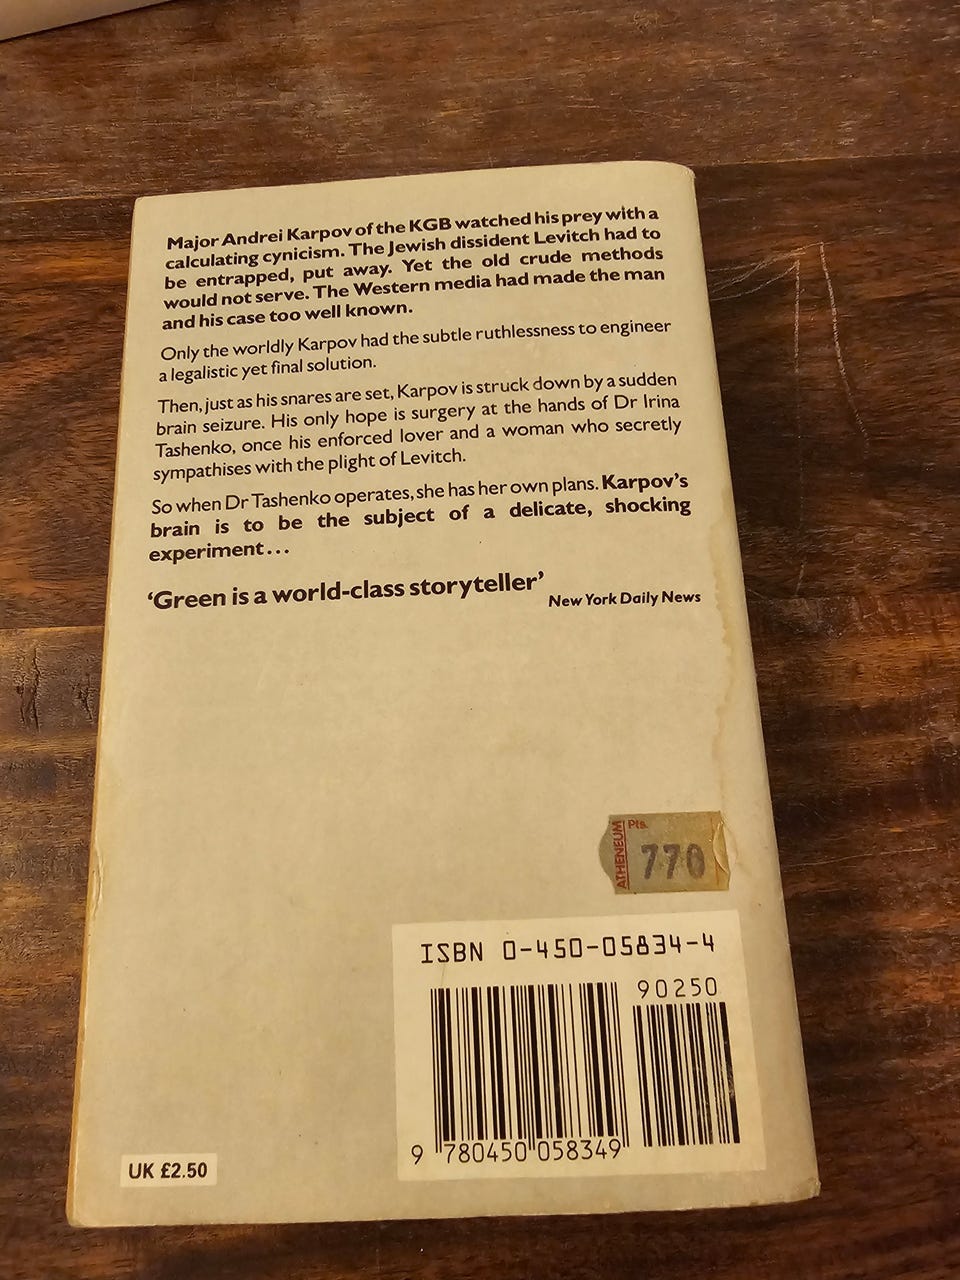 Major Andrei Karpov of the KGB watched his prey with a
calculating cynicism. The Jewish dissident Levitch had to
be entrapped, put away. Yet the old crude methods
would not serve. The Western media had made the man
and his case too well known.
Only the worldly Karpov had the subtle ruthlessness to engineer
a legalistic yet final solution.
Then, just as his snares are set, Karpov is struck down by a sudden
brain seizure. His only hope is surgery at the hands of Dr Irina
Tashenko, once his enforced lover and a woman who secretly
sympathises with the plight of Levitch.
So when Dr Tashenko operates, she has her own plans. Karpov's
brain is to be the subject of a delicate, shocking
experiment...
‘Green is a world-class storyteller’
New York Daily News
ATHENEUM
Pts.
770
ISBN 0-450-05834-4
90250
9 780450 058349
UK £2.50